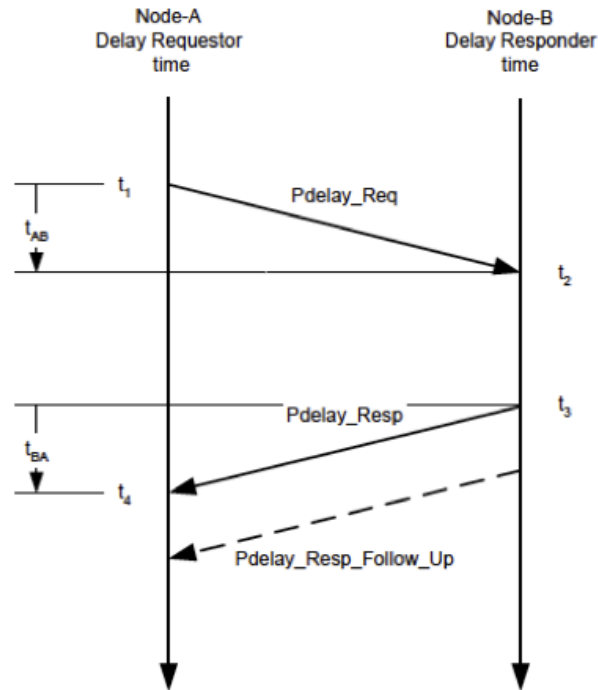 Node-A
Delay Requestor
time
Node-B
Delay Responder
time
t1
Pdelay_Req
tAB
t2
t3
Pdelay_Resp
tBA
t4
Pdelay_Resp_Follow_Up